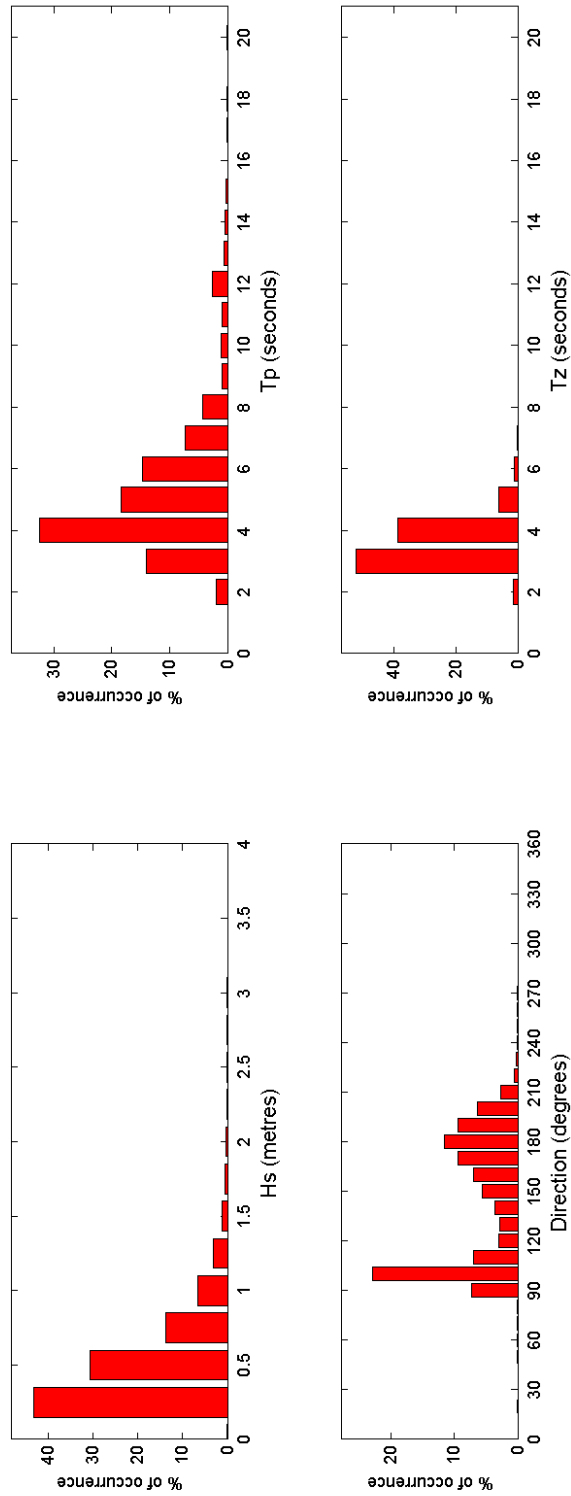 % of occurrence
0 10 20 30 40
0 0.5 1 1.5 2 2.5 3 3.5 4
Hs (metres)
% of occurrence
0 10 20 30
0 2 4 6 8 10 12 14 16 18 20
Tp (seconds)
% of occurrence
0 10 20
0 30 60 90 120 150 180 210 240 270 300 330 360
Direction (degrees)
% of occurrence
0 20 40
0 2 4 6 8 10 12 14 16 18 20
Tz (seconds)